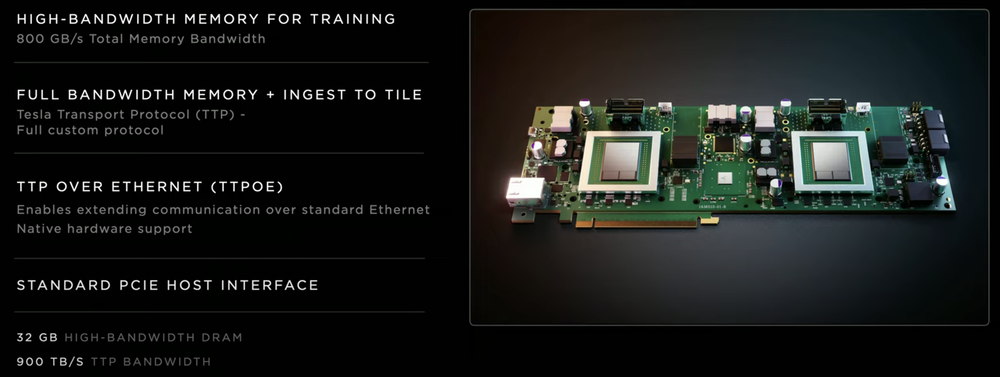 HIGH-BANDWIDTH MEMORY FOR TRAINING
800 GB/s Total Memory Bandwidth
FULL BANDWIDTH MEMORY + INGEST TO TILE
Tesla Transport Protocol (TTP) -
Full custom protocol
TTP OVER ETHERNET (TTPOE)
Enables extending communication over standard Ethernet
Native hardware support
STANDARD PCIE HOST INTERFACE
32 GB HIGH-BANDWIDTH DRAM
900 TB/S TTP BANDWIDTH
1636510-01-B